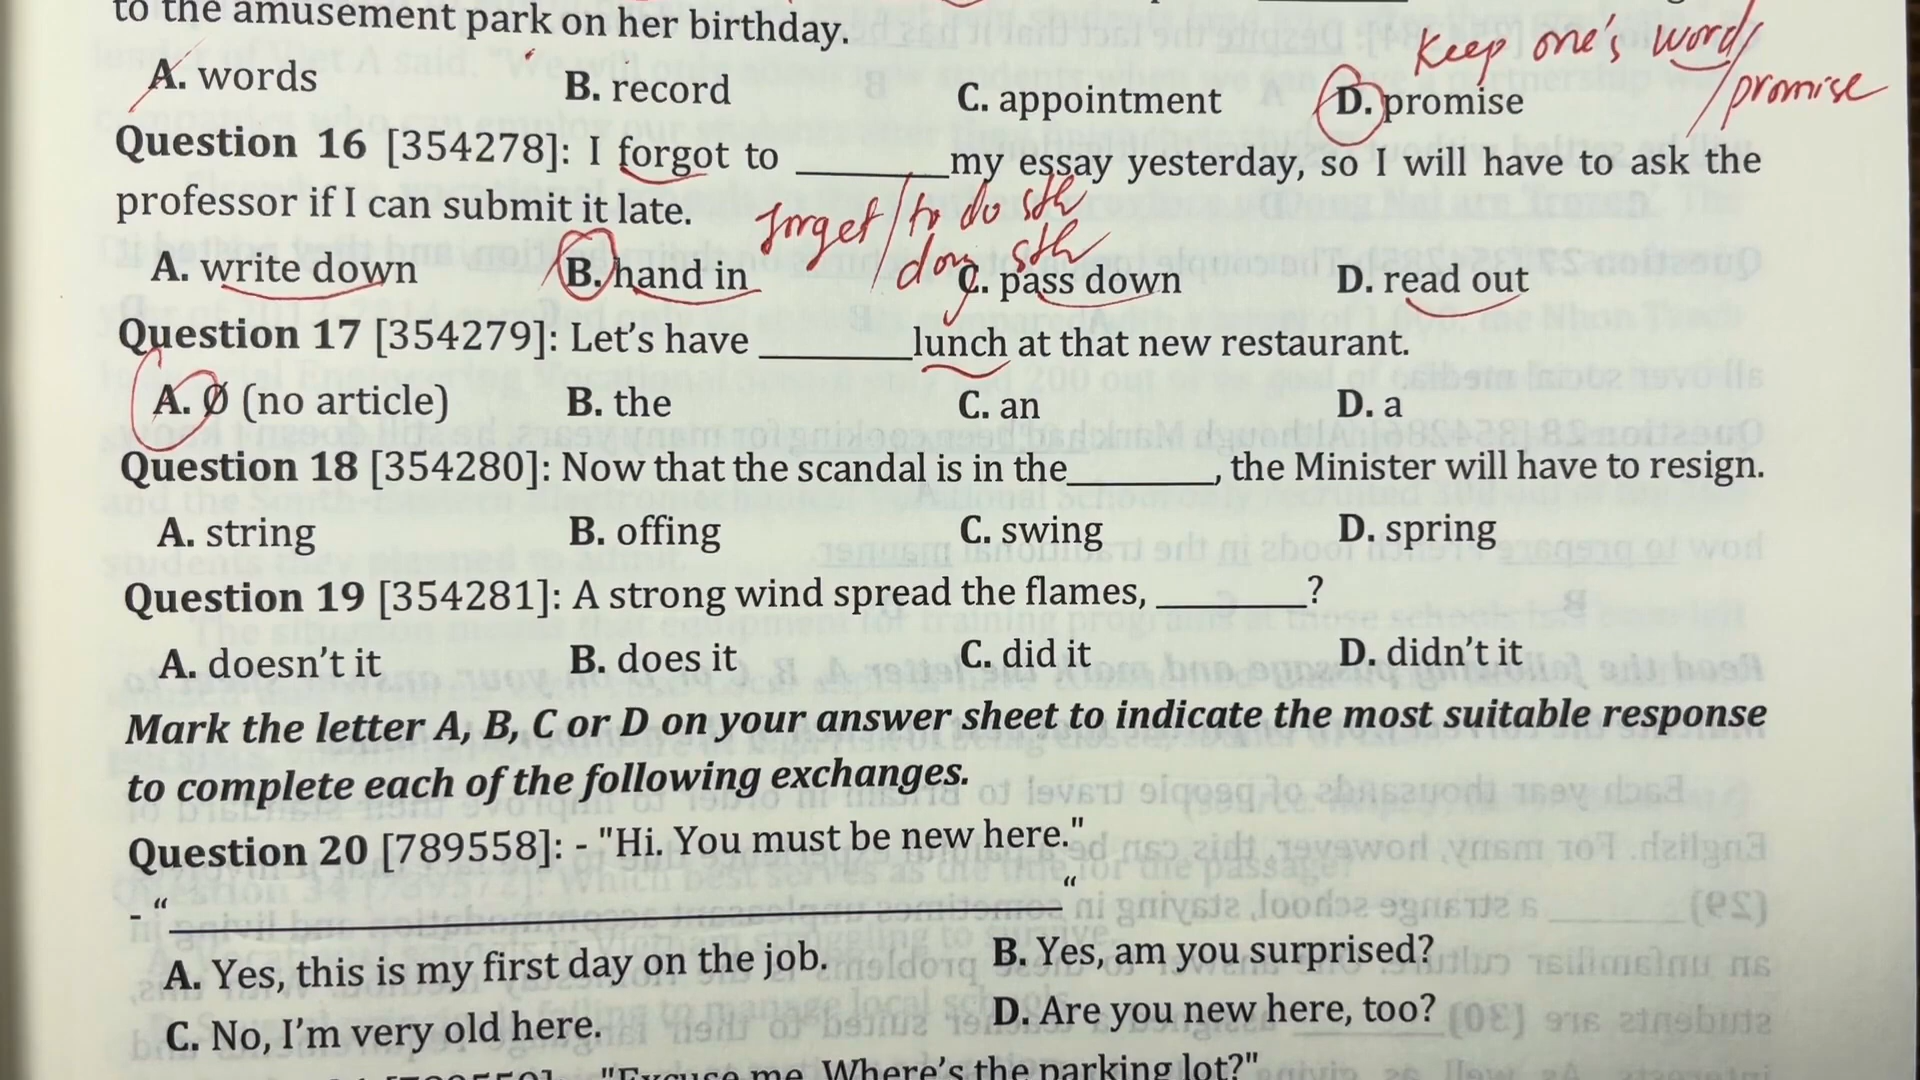 to the amusement park on her birthday.
Keep one's word/
/promise
A. words B. record C. appointment D. promise
Question 16 [354278]: I forgot to ________my essay yesterday, so I will have to ask the
professor if I can submit it late.
forget/to do sth
/doing sth
A. write down B. hand in C. pass down D. read out
Question 17 [354279]: Let's have ________lunch at that new restaurant.
A. Ø (no article) B. the C. an D. a
Question 18 [354280]: Now that the scandal is in the________, the Minister will have to resign.
A. string B. offing C. swing D. spring
Question 19 [354281]: A strong wind spread the flames, ________?
A. doesn't it B. does it C. did it D. didn't it
Mark the letter A, B, C or D on your answer sheet to indicate the most suitable response
to complete each of the following exchanges.
Question 20 [789558]: - "Hi. You must be new here."
- “________________________________________“
A. Yes, this is my first day on the job. B. Yes, am you surprised?
C. No, I'm very old here. D. Are you new here, too?
"Excuse me. Where's the parking lot?"